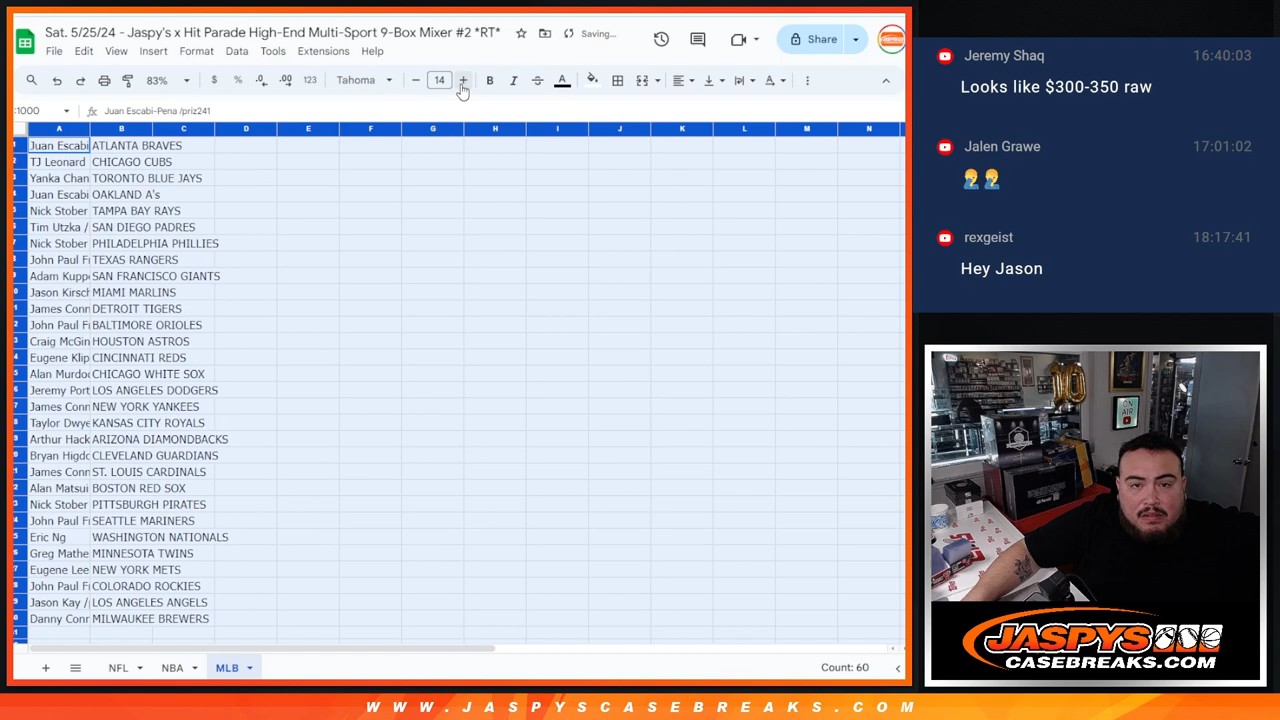 Sat. 5/25/24 - Jaspy's x Hit Parade High-End Multi-Sport 9-Box Mixer #2 *RT*
Saving...
Share
File Edit View Insert Format Data Tools Extensions Help
83% $ % .0 .00 123 Tahoma 14 B I A
:1000 fx Juan Escabi-Pena /priz241
A B C D E F G H I J K L M N
Juan Escabi ATLANTA BRAVES
TJ Leonard CHICAGO CUBS
Yanka Chan TORONTO BLUE JAYS
Juan Escabi OAKLAND A's
Nick Stober TAMPA BAY RAYS
Tim Utzka / SAN DIEGO PADRES
Nick Stober PHILADELPHIA PHILLIES
John Paul F TEXAS RANGERS
Adam Kuppe SAN FRANCISCO GIANTS
Jason Kirsch MIAMI MARLINS
James Conn DETROIT TIGERS
John Paul F BALTIMORE ORIOLES
Craig McGin HOUSTON ASTROS
Eugene Klip CINCINNATI REDS
Alan Murdoc CHICAGO WHITE SOX
Jeremy Port LOS ANGELES DODGERS
James Conn NEW YORK YANKEES
Taylor Dwye KANSAS CITY ROYALS
Arthur Hack ARIZONA DIAMONDBACKS
Bryan Higdo CLEVELAND GUARDIANS
James Conn ST. LOUIS CARDINALS
Alan Matsui BOSTON RED SOX
Nick Stober PITTSBURGH PIRATES
John Paul F SEATTLE MARINERS
Eric Ng WASHINGTON NATIONALS
Greg Mathe MINNESOTA TWINS
Eugene Lee NEW YORK METS
John Paul F COLORADO ROCKIES
Jason Kay / LOS ANGELES ANGELS
Danny Conr MILWAUKEE BREWERS
NFL NBA MLB Count: 60
Jeremy Shaq 16:40:03
Looks like $300-350 raw
Jalen Grawe 17:01:02
rexgeist 18:17:41
Hey Jason
10
ON AIR
JASPYS
CASEBREAKS.COM
WWW.JASPYSCASEBREAKS.COM